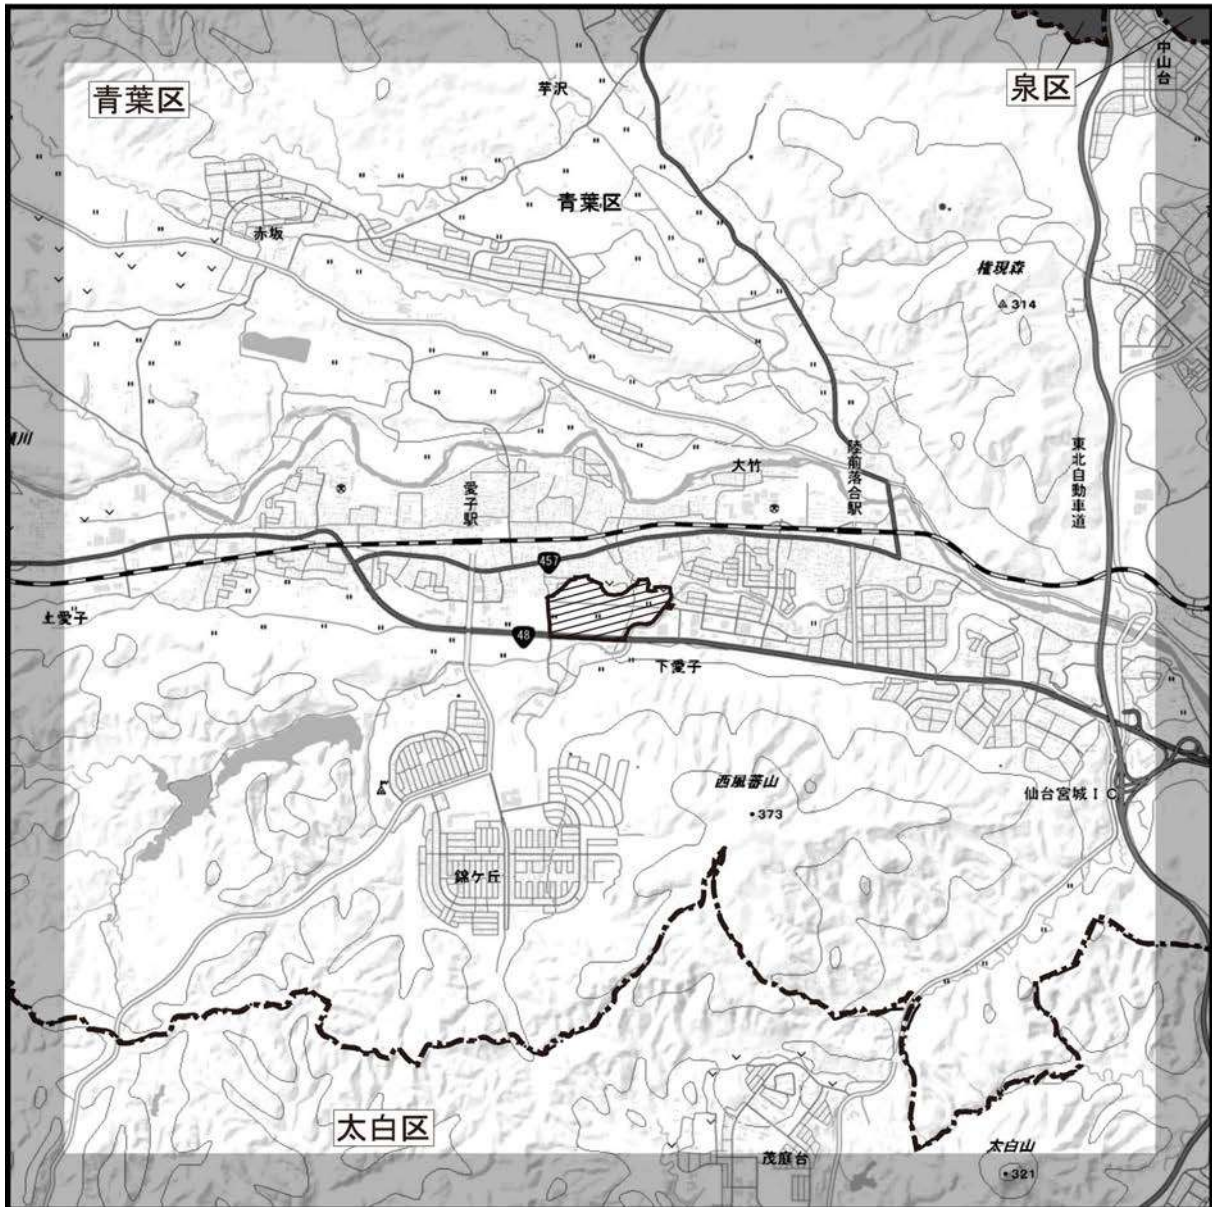 中山台
芋沢
青葉区
泉区
青葉区
赤坂
権現森
314
大竹
陸前落合駅
東北自動車道
愛子駅
457
上愛子
48
下愛子
西風蕃山
373
仙台宮城IC
錦ケ丘
太白区
茂庭台
太白山
321